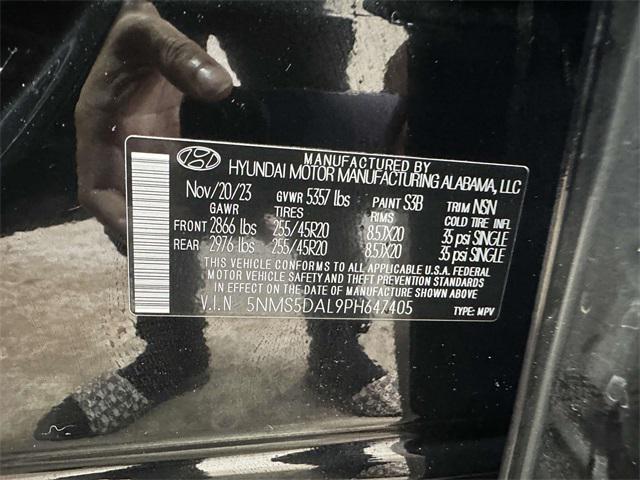 MANUFACTURED BY
HYUNDAI MOTOR MANUFACTURING ALABAMA, LLC
Nov/20/23 GVWR 5357 lbs PAINT S3B TRIM NSN
GAWR TIRES RIMS COLD TIRE INFL
FRONT 2866 lbs 255/45R20 8.5JX20 35 psi SINGLE
REAR 2976 lbs 255/45R20 8.5JX20 35 psi SINGLE
THIS VEHICLE CONFORMS TO ALL APPLICABLE U.S.A. FEDERAL
MOTOR VEHICLE SAFETY AND THEFT PREVENTION STANDARDS
IN EFFECT ON THE DATE OF MANUFACTURE SHOWN ABOVE
V.I.N 5NMS5DAL9PH647405 TYPE: MPV